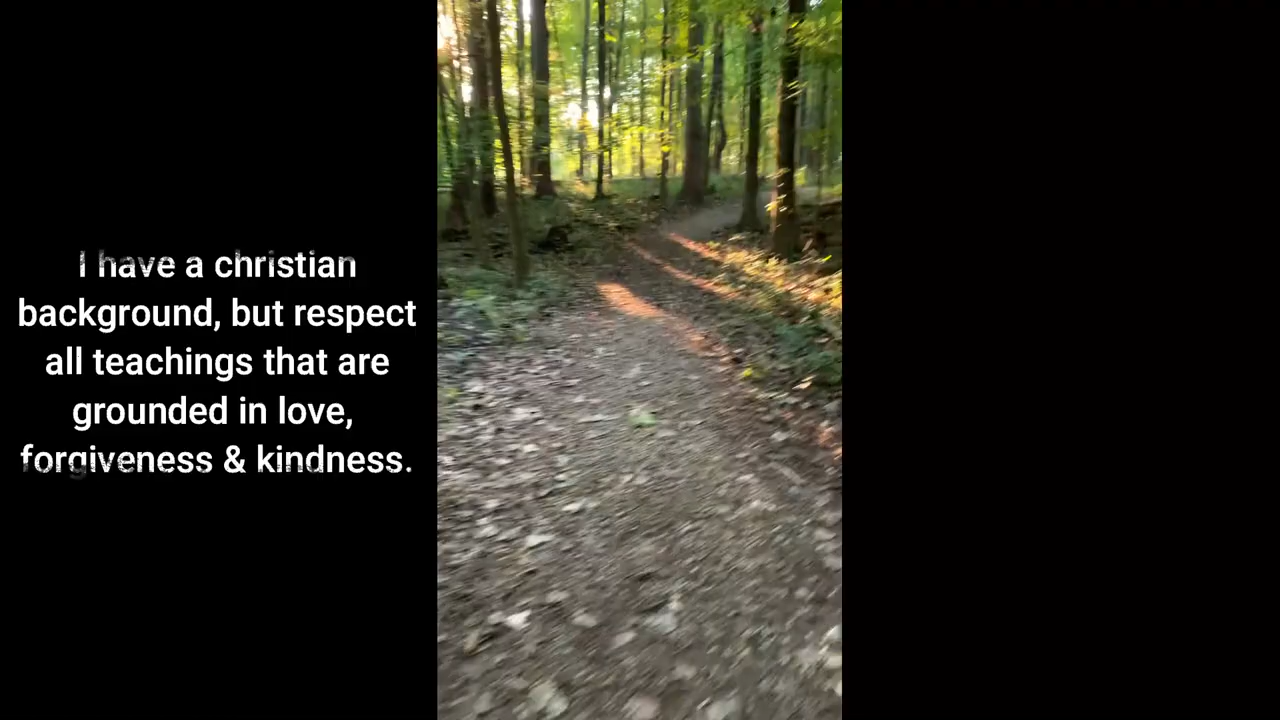 I have a christian
background, but respect
all teachings that are
grounded in love,
forgiveness & kindness.